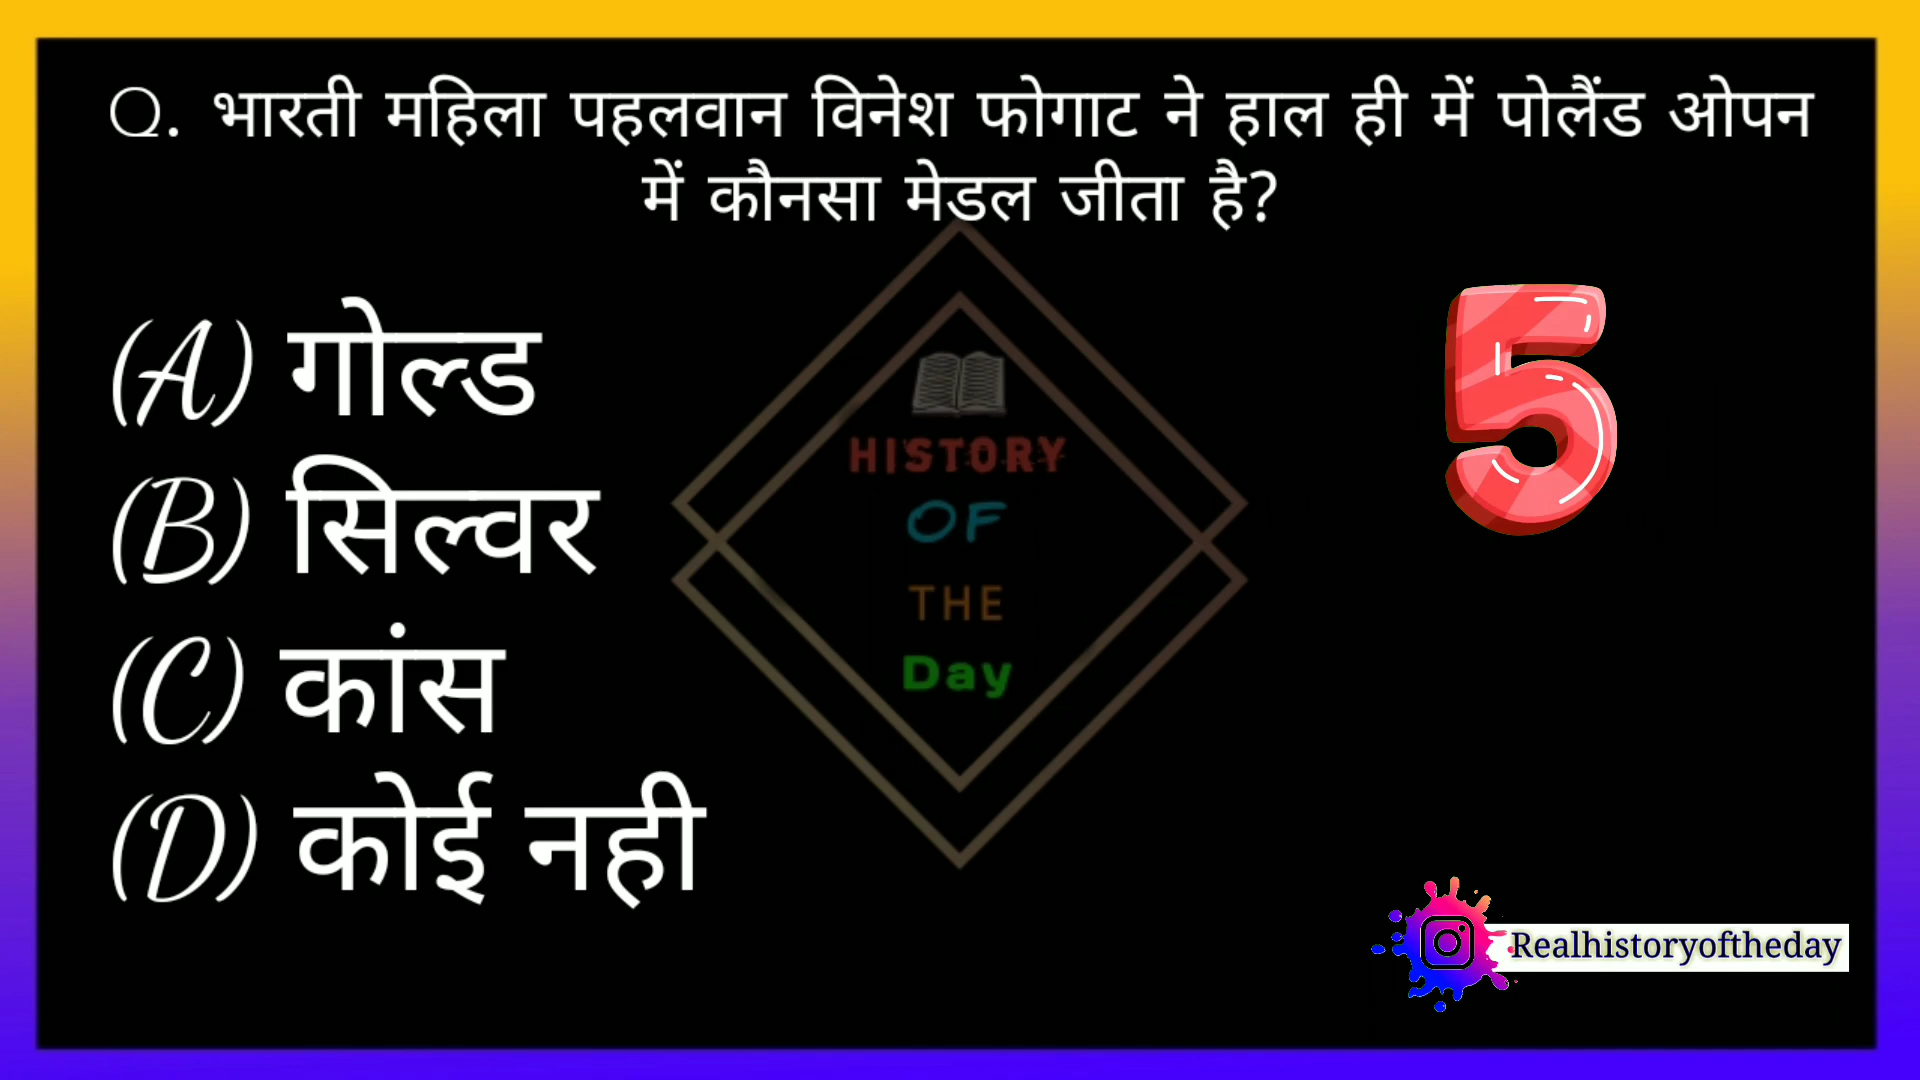 Q. भारती महिला पहलवान विनेश फोगाट ने हाल ही में पोलैंड ओपन
में कौनसा मेडल जीता है?
(A) गोल्ड
(B) सिल्वर
(C) कांस
(D) कोई नही
5
HISTORY
OF
THE
Day
Realhistoryoftheday